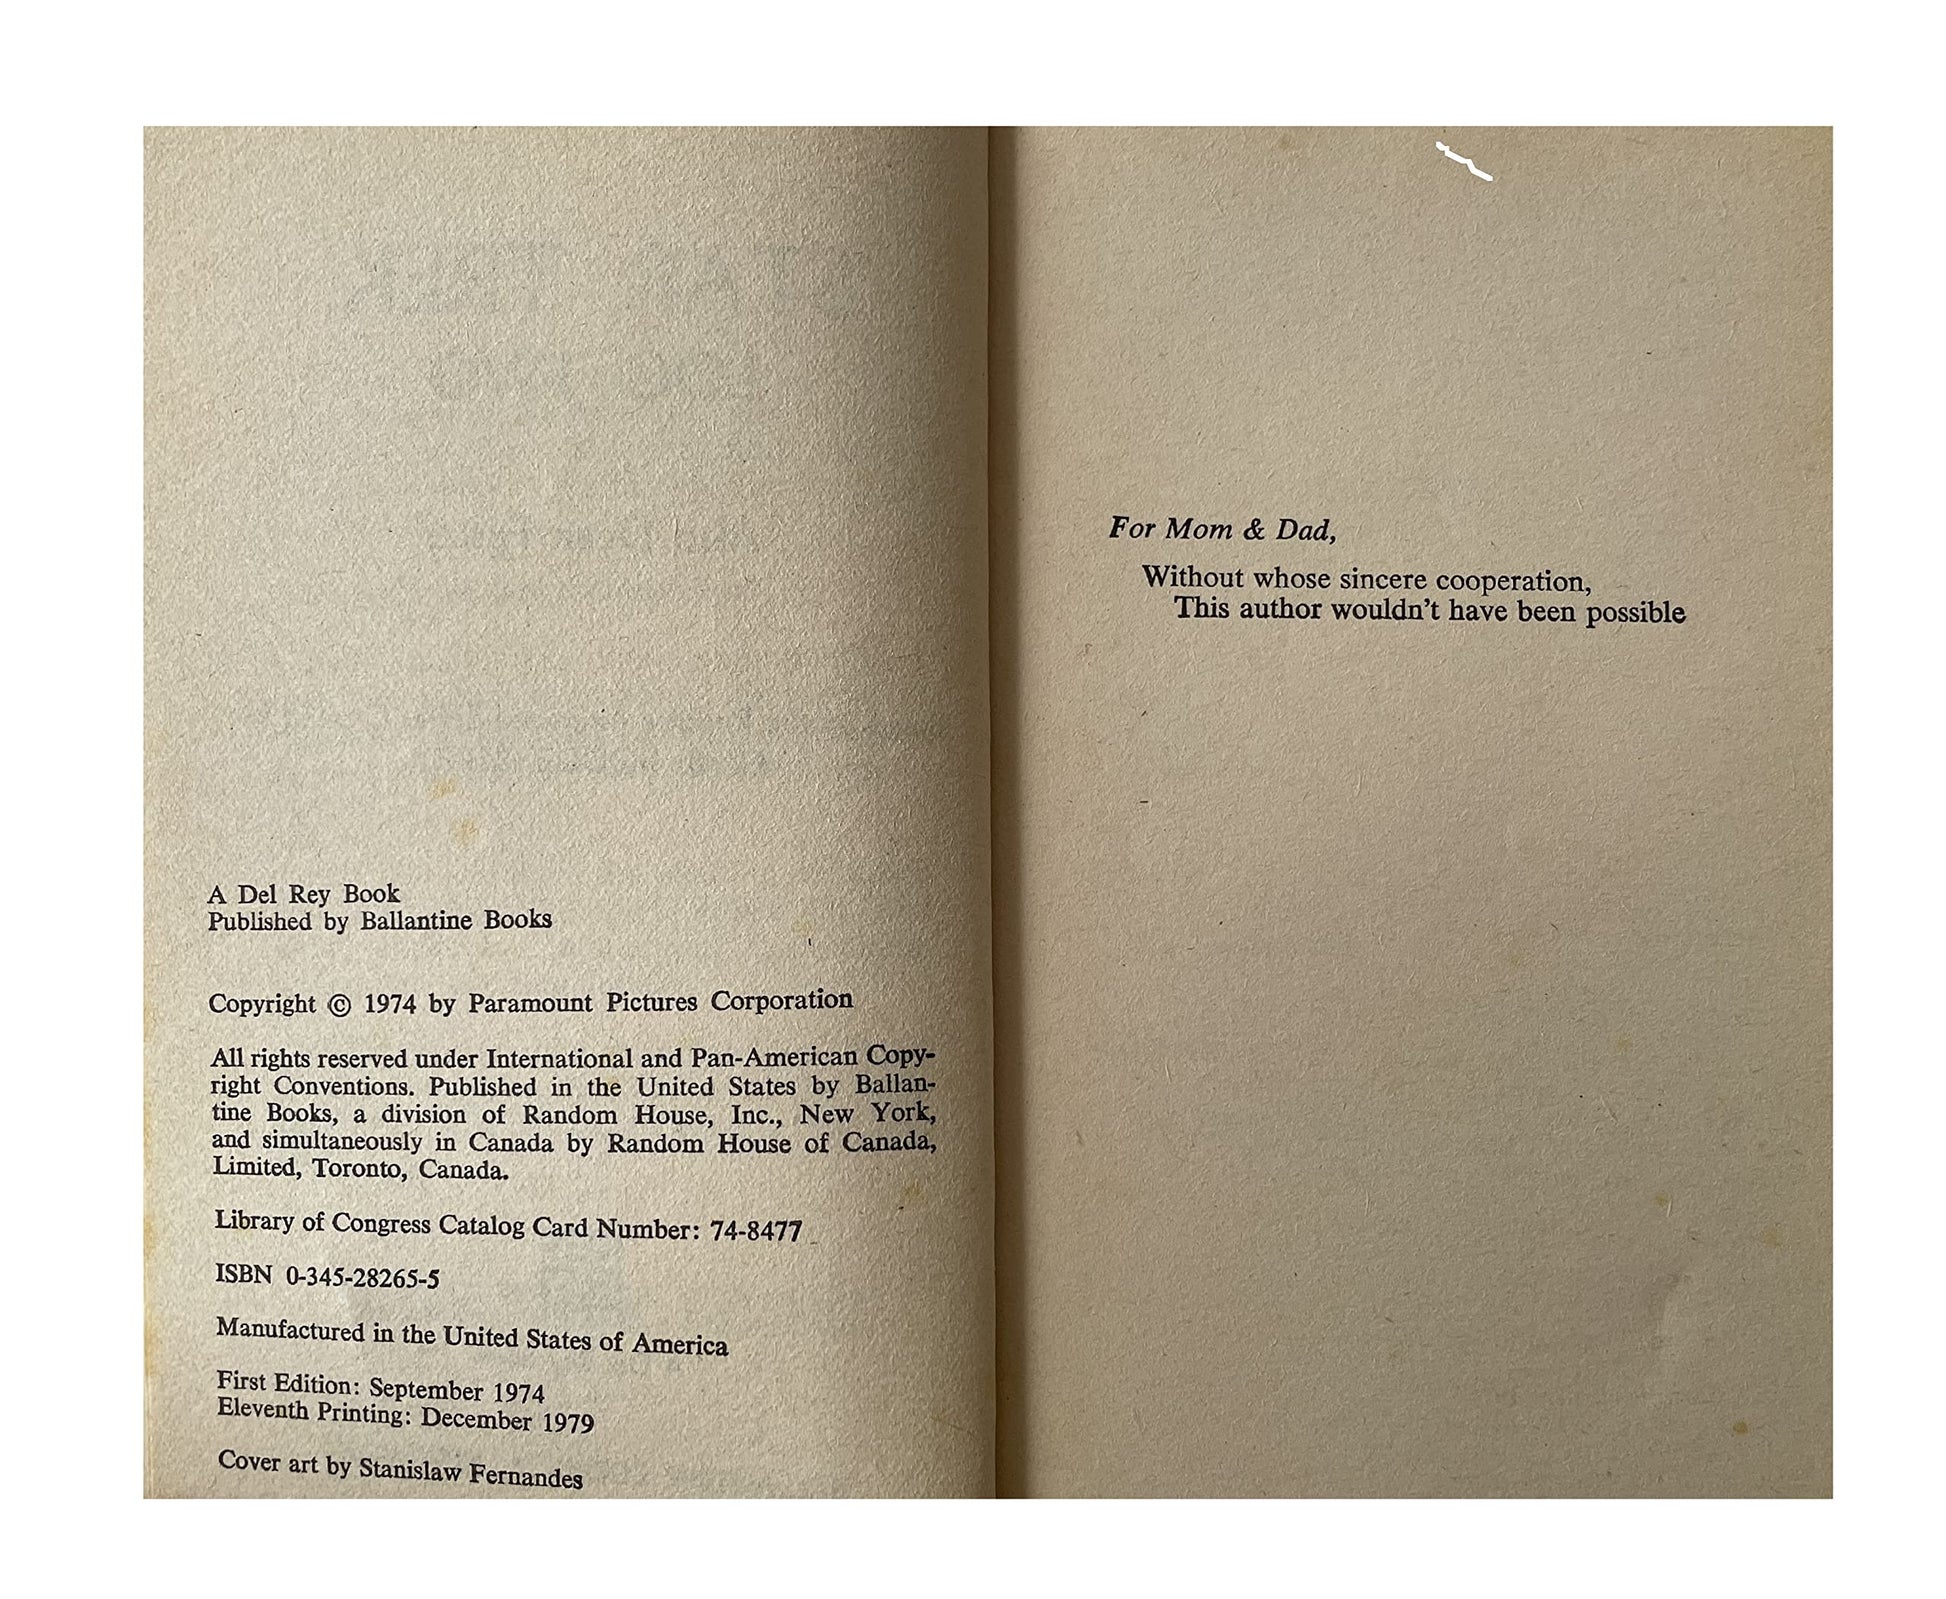 A Del Rey Book
Published by Ballantine Books
Copyright © 1974 by Paramount Pictures Corporation
All rights reserved under International and Pan-American Copy-
right Conventions. Published in the United States by Ballan-
tine Books, a division of Random House, Inc., New York,
and simultaneously in Canada by Random House of Canada,
Limited, Toronto, Canada.
Library of Congress Catalog Card Number: 74-8477
ISBN 0-345-28265-5
Manufactured in the United States of America
First Edition: September 1974
Eleventh Printing: December 1979
Cover art by Stanislaw Fernandes
For Mom & Dad,
Without whose sincere cooperation,
This author wouldn't have been possible